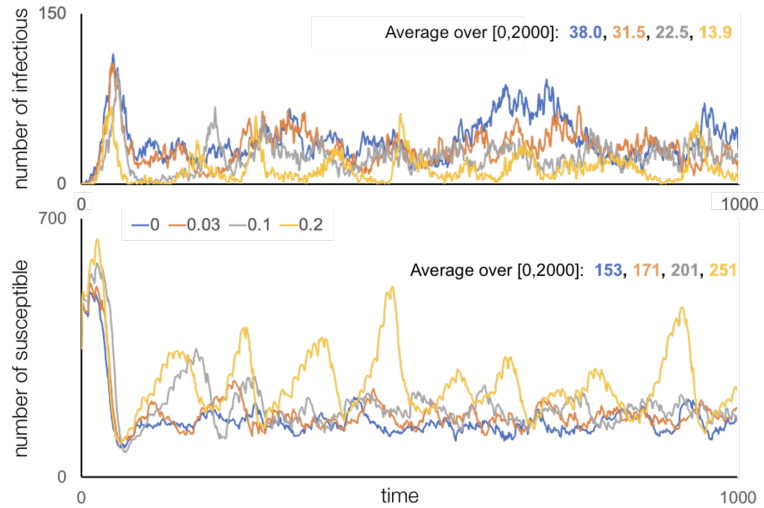 150
number of infectious
Average over [0,2000]: 38.0, 31.5, 22.5, 13.9
0
0 1000
700
0 0.03 0.1 0.2
number of susceptible
Average over [0,2000]: 153, 171, 201, 251
0
0 time 1000